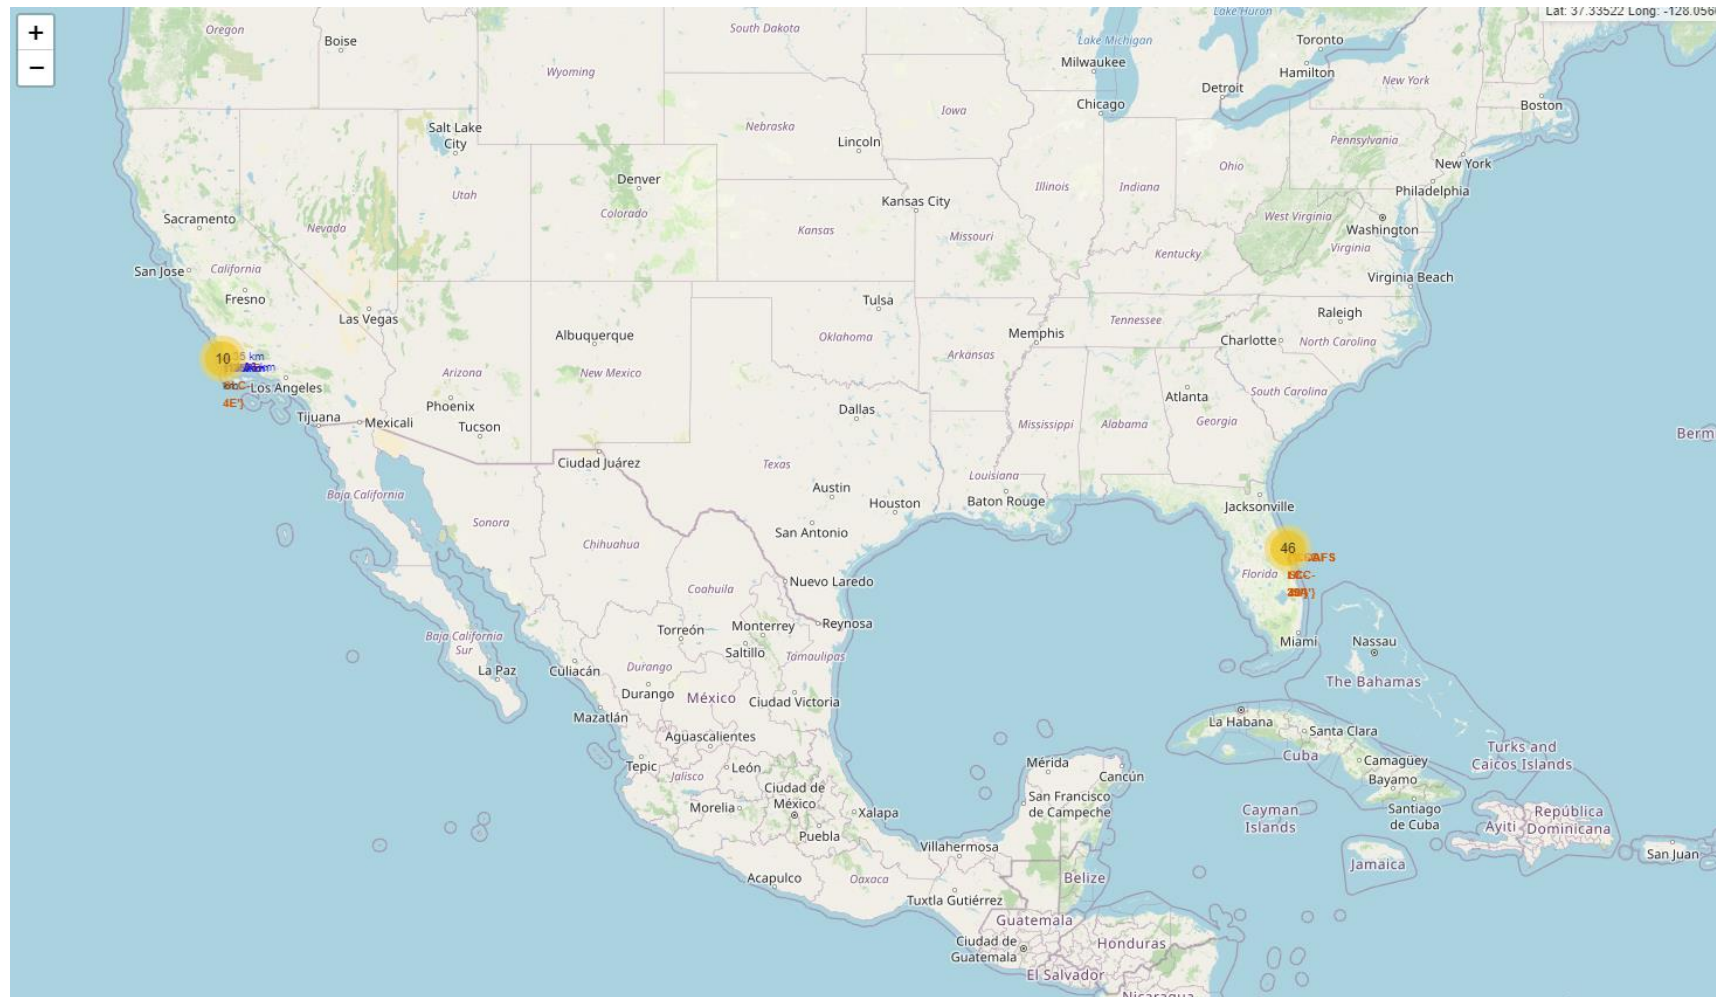 Lat: 37.33522 Long: -128.056
+
−
Oregon
Boise
South Dakota
Lake Huron
Lake Michigan
Toronto
Wyoming
Milwaukee
Hamilton
New York
Detroit
Chicago
Boston
Iowa
Salt Lake
City
Nebraska
Lincoln
Pennsylvania
New York
Denver
Ohio
Utah
Illinois
Indiana
Philadelphia
Kansas City
Sacramento
Colorado
West Virginia
Nevada
Kansas
Missouri
Washington
Virginia
Kentucky
San Jose
California
Virginia Beach
Fresno
Tulsa
Las Vegas
Raleigh
Albuquerque
Oklahoma
Memphis
Tennessee
Charlotte
North Carolina
10
35 km
Arkansas
Arizona
New Mexico
Los Angeles
4E')
South Carolina
Atlanta
Phoenix
Dallas
Tijuana
Mexicali
Tucson
Mississippi
Alabama
Georgia
Berm
Ciudad Juárez
Texas
Louisiana
Baja California
Austin
Houston
Baton Rouge
Jacksonville
Sonora
San Antonio
Chihuahua
46
Florida
Nuevo Laredo
Coahuila
Baja California
Sur
Torreón
Monterrey
Reynosa
Saltillo
Tamaulipas
Miami
Nassau
La Paz
Culiacán
Durango
The Bahamas
Durango
México
Ciudad Victoria
Mazatlán
La Habana
Santa Clara
Aguascalientes
Cuba
Turks and
Caicos Islands
Tepic
León
Mérida
Cancún
Camagüey
Jalisco
Bayamo
Ciudad de
México
San Francisco
de Campeche
Morelia
Xalapa
Cayman
Islands
Santiago
de Cuba
República
Dominicana
Ayiti
Puebla
Villahermosa
San Juan
Jamaica
Acapulco
Oaxaca
Belize
Tuxtla Gutiérrez
Guatemala
Ciudad de
Guatemala
Honduras
El Salvador
Nicaragua